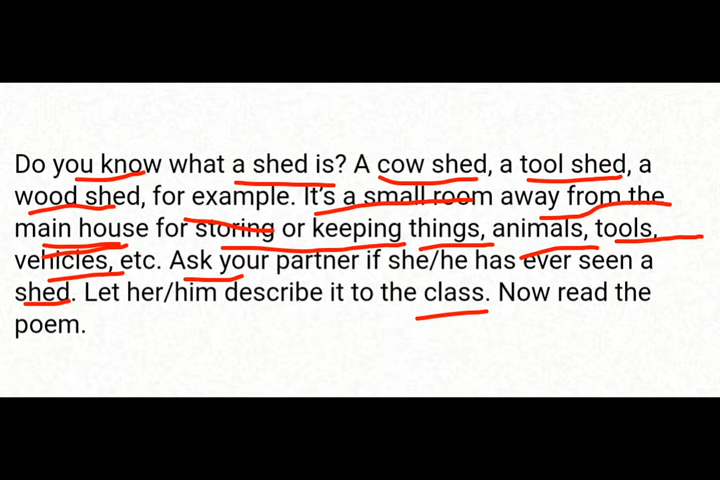 Do you know what a shed is? A cow shed, a tool shed, a
wood shed, for example. It's a small room away from the
main house for storing or keeping things, animals, tools,
vehicles, etc. Ask your partner if she/he has ever seen a
shed. Let her/him describe it to the class. Now read the
poem.